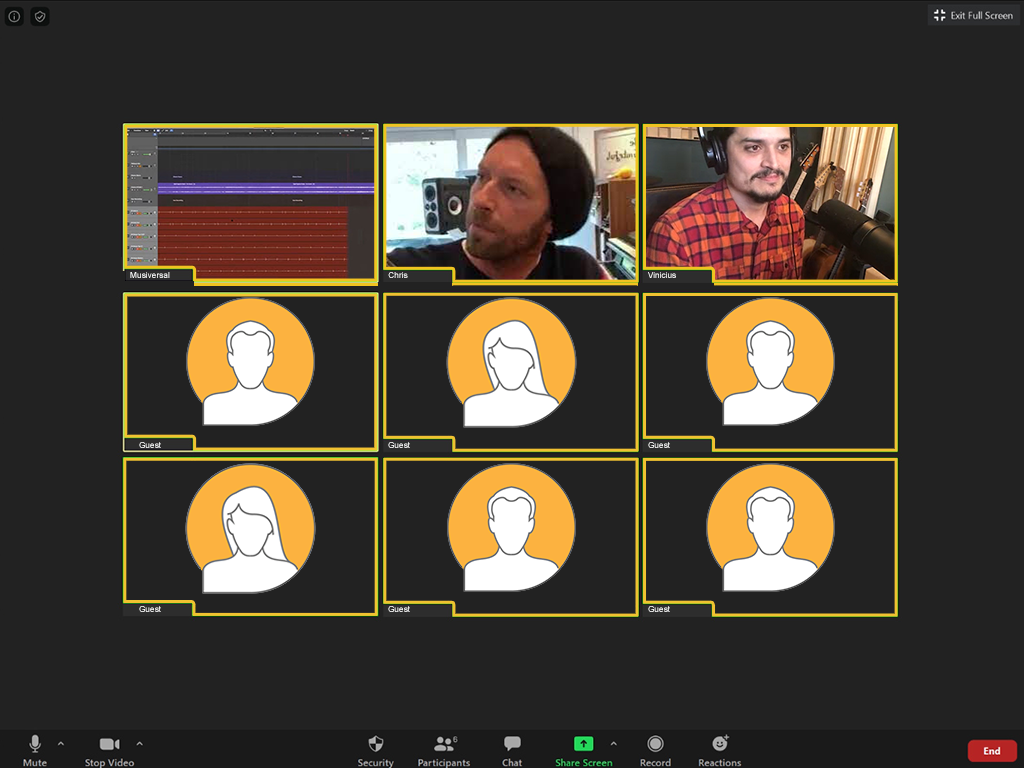 Exit Full Screen
Musiversal
Chris
Vinicius
Guest
Guest
Guest
Guest
Guest
Guest
Mute
Stop Video
Security
6
Participants
Chat
Share Screen
Record
Reactions
End